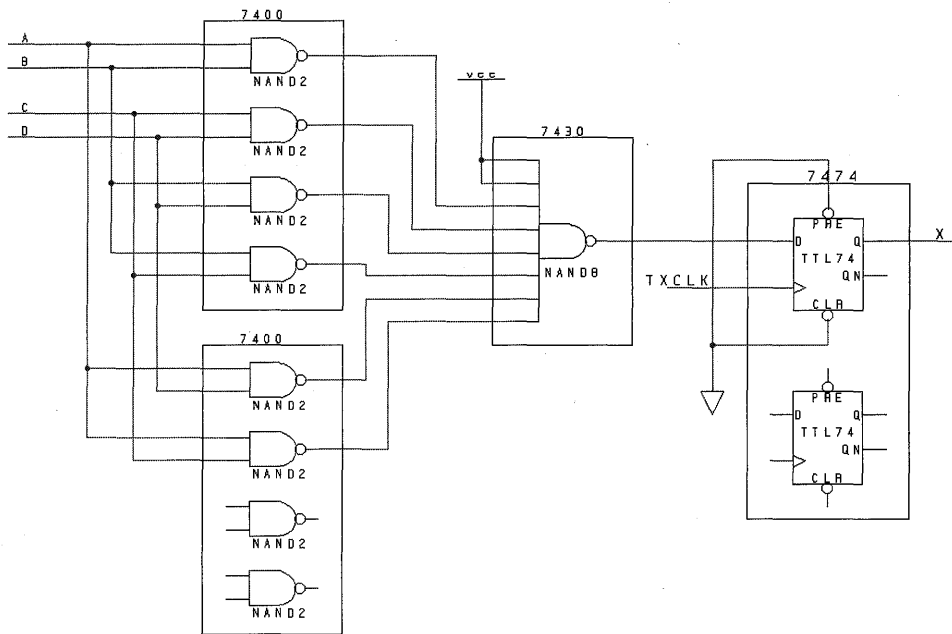 7400
A
B
C
D
NAND2
NAND2
NAND2
NAND2
7400
NAND2
NAND2
NAND2
NAND2
vcc
7430
NAND8
TXCLK
7474
PRE
D Q
TTL74
QN
CLR
X
PRE
D Q
TTL74
QN
CLR